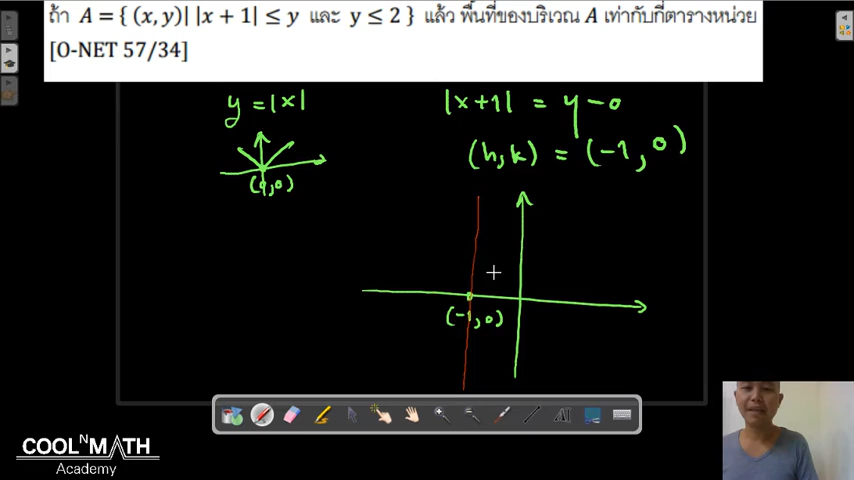 ถ้า A = { (x, y)| |x + 1| ≤ y และ y ≤ 2 } แล้ว พื้นที่ของบริเวณ A เท่ากับกี่ตารางหน่วย
[O-NET 57/34]
y = |x|
(0,0)
|x+1| = y-0
(h,k) = (-1,0)
(-1,0)
AI
COOL N MATH
Academy